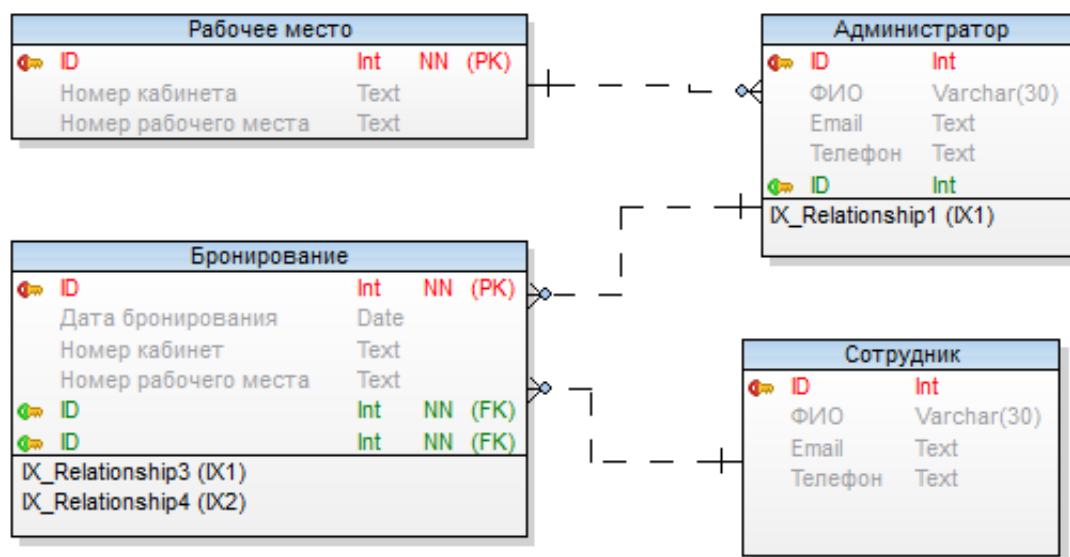 Рабочее место
ID Int NN (PK)
Номер кабинета Text
Номер рабочего места Text
Администратор
ID Int
ФИО Varchar(30)
Email Text
Телефон Text
ID Int
IX_Relationship1 (IX1)
Бронирование
ID Int NN (PK)
Дата бронирования Date
Номер кабинет Text
Номер рабочего места Text
ID Int NN (FK)
ID Int NN (FK)
IX_Relationship3 (IX1)
IX_Relationship4 (IX2)
Сотрудник
ID Int
ФИО Varchar(30)
Email Text
Телефон Text